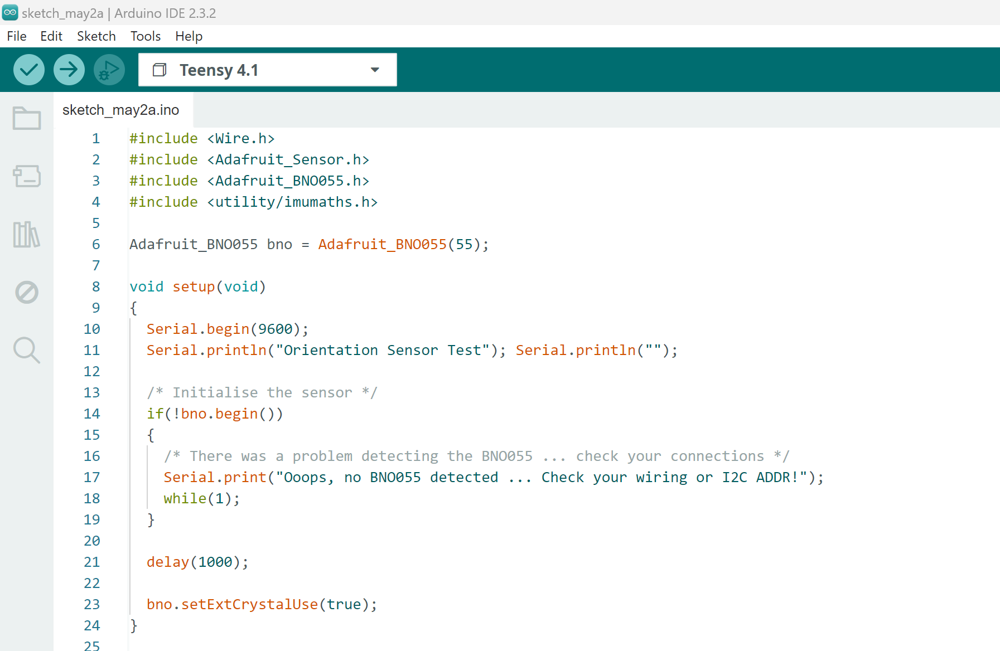 sketch_may2a | Arduino IDE 2.3.2
File Edit Sketch Tools Help
Teensy 4.1
sketch_may2a.ino
1 #include <Wire.h>
2 #include <Adafruit_Sensor.h>
3 #include <Adafruit_BNO055.h>
4 #include <utility/imumaths.h>
5
6 Adafruit_BNO055 bno = Adafruit_BNO055(55);
7
8 void setup(void)
9 {
10   Serial.begin(9600);
11   Serial.println("Orientation Sensor Test"); Serial.println("");
12
13   /* Initialise the sensor */
14   if(!bno.begin())
15   {
16     /* There was a problem detecting the BNO055 ... check your connections */
17     Serial.print("Ooops, no BNO055 detected ... Check your wiring or I2C ADDR!");
18     while(1);
19   }
20
21   delay(1000);
22
23   bno.setExtCrystalUse(true);
24 }
25